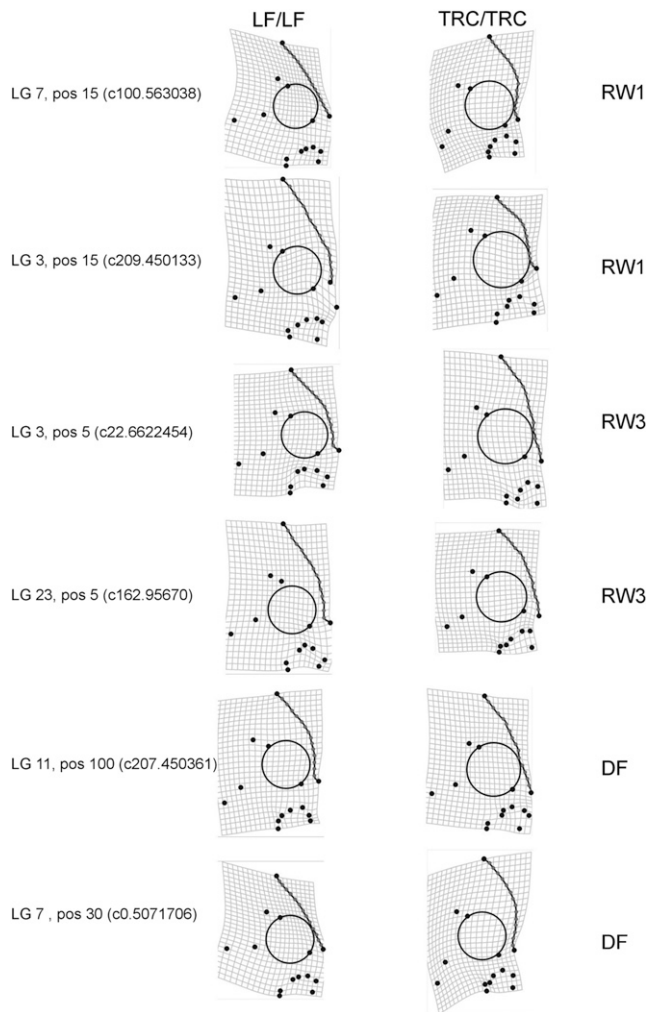 LF/LF TRC/TRC
LG 7, pos 15 (c100.563038) RW1
LG 3, pos 15 (c209.450133) RW1
LG 3, pos 5 (c22.6622454) RW3
LG 23, pos 5 (c162.95670) RW3
LG 11, pos 100 (c207.450361) DF
LG 7 , pos 30 (c0.5071706) DF